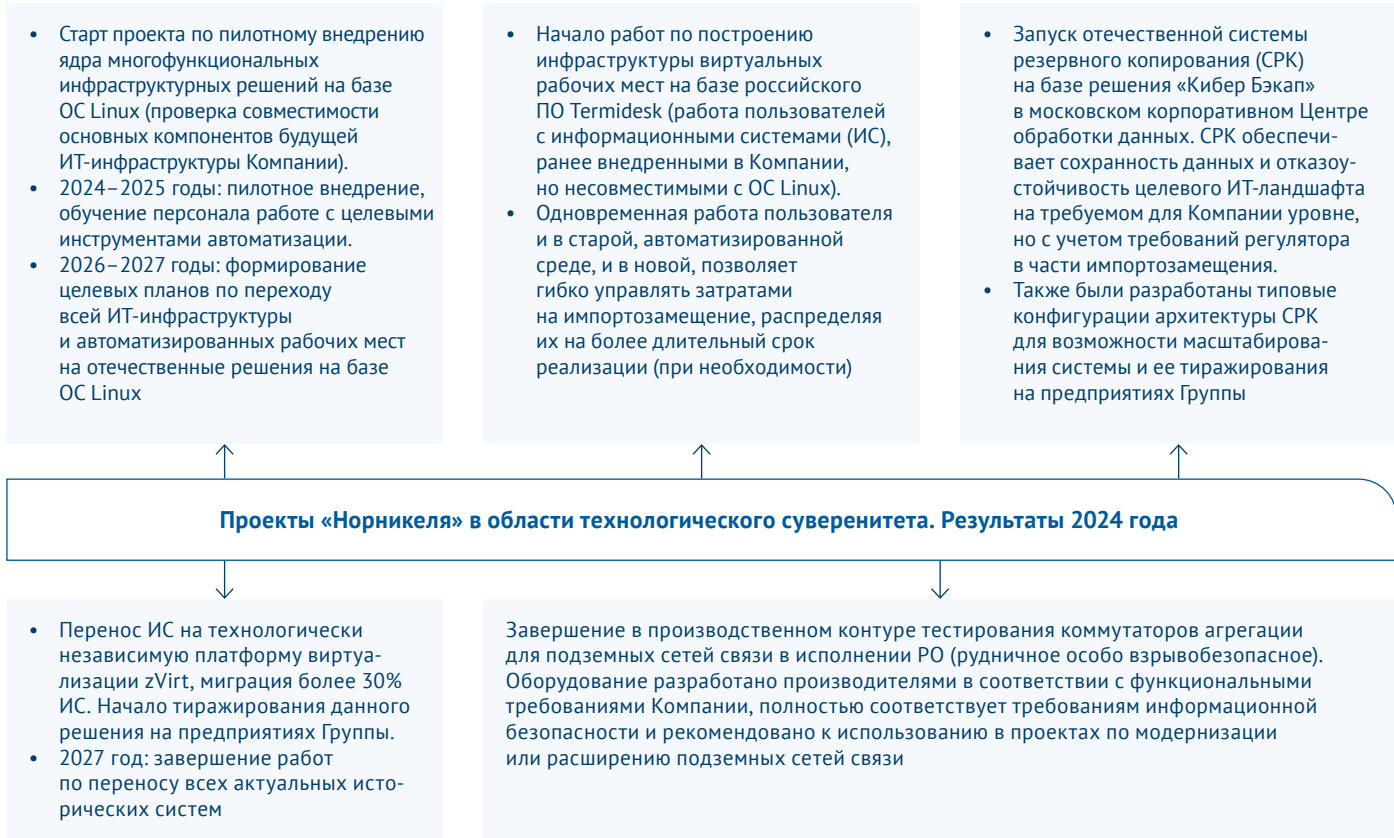 • Старт проекта по пилотному внедрению
ядра многофункциональных
инфраструктурных решений на базе
ОС Linux (проверка совместимости
основных компонентов будущей
ИТ-инфраструктуры Компании).
• 2024–2025 годы: пилотное внедрение,
обучение персонала работе с целевыми
инструментами автоматизации.
• 2026–2027 годы: формирование
целевых планов по переходу
всей ИТ-инфраструктуры
и автоматизированных рабочих мест
на отечественные решения на базе
ОС Linux
• Начало работ по построению
инфраструктуры виртуальных
рабочих мест на базе российского
ПО Termidesk (работа пользователей
с информационными системами (ИС),
ранее внедренными в Компании,
но несовместимыми с ОС Linux).
• Одновременная работа пользователя
и в старой, автоматизированной
среде, и в новой, позволяет
гибко управлять затратами
на импортозамещение, распределяя
их на более длительный срок
реализации (при необходимости)
• Запуск отечественной системы
резервного копирования (СРК)
на базе решения «Кибер Бэкап»
в московском корпоративном Центре
обработки данных. СРК обеспечи-
вает сохранность данных и отказоу-
стойчивость целевого ИТ-ландшафта
на требуемом для Компании уровне,
но с учетом требований регулятора
в части импортозамещения.
• Также были разработаны типовые
конфигурации архитектуры СРК
для возможности масштабирова-
ния системы и ее тиражирования
на предприятиях Группы
Проекты «Норникеля» в области технологического суверенитета. Результаты 2024 года
• Перенос ИС на технологически
независимую платформу виртуа-
лизации zVirt, миграция более 30%
ИС. Начало тиражирования данного
решения на предприятиях Группы.
• 2027 год: завершение работ
по переносу всех актуальных исто-
рических систем
Завершение в производственном контуре тестирования коммутаторов агрегации
для подземных сетей связи в исполнении РО (рудничное особо взрывобезопасное).
Оборудование разработано производителями в соответствии с функциональными
требованиями Компании, полностью соответствует требованиям информационной
безопасности и рекомендовано к использованию в проектах по модернизации
или расширению подземных сетей связи